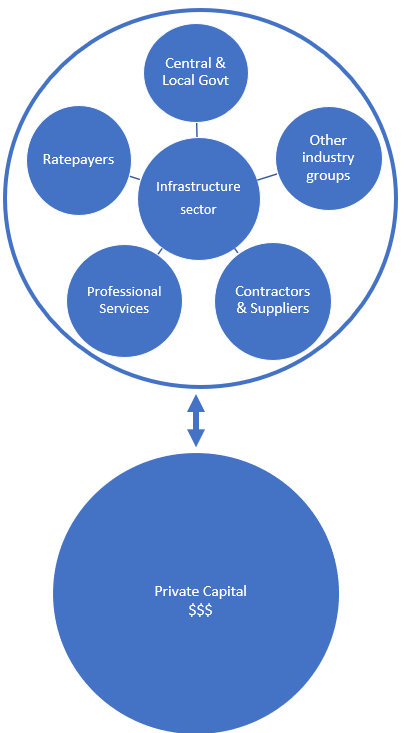 Central &
Local Govt
Ratepayers
Other
industry
groups
Infrastructure
sector
Professional
Services
Contractors
& Suppliers
Private Capital
$$$